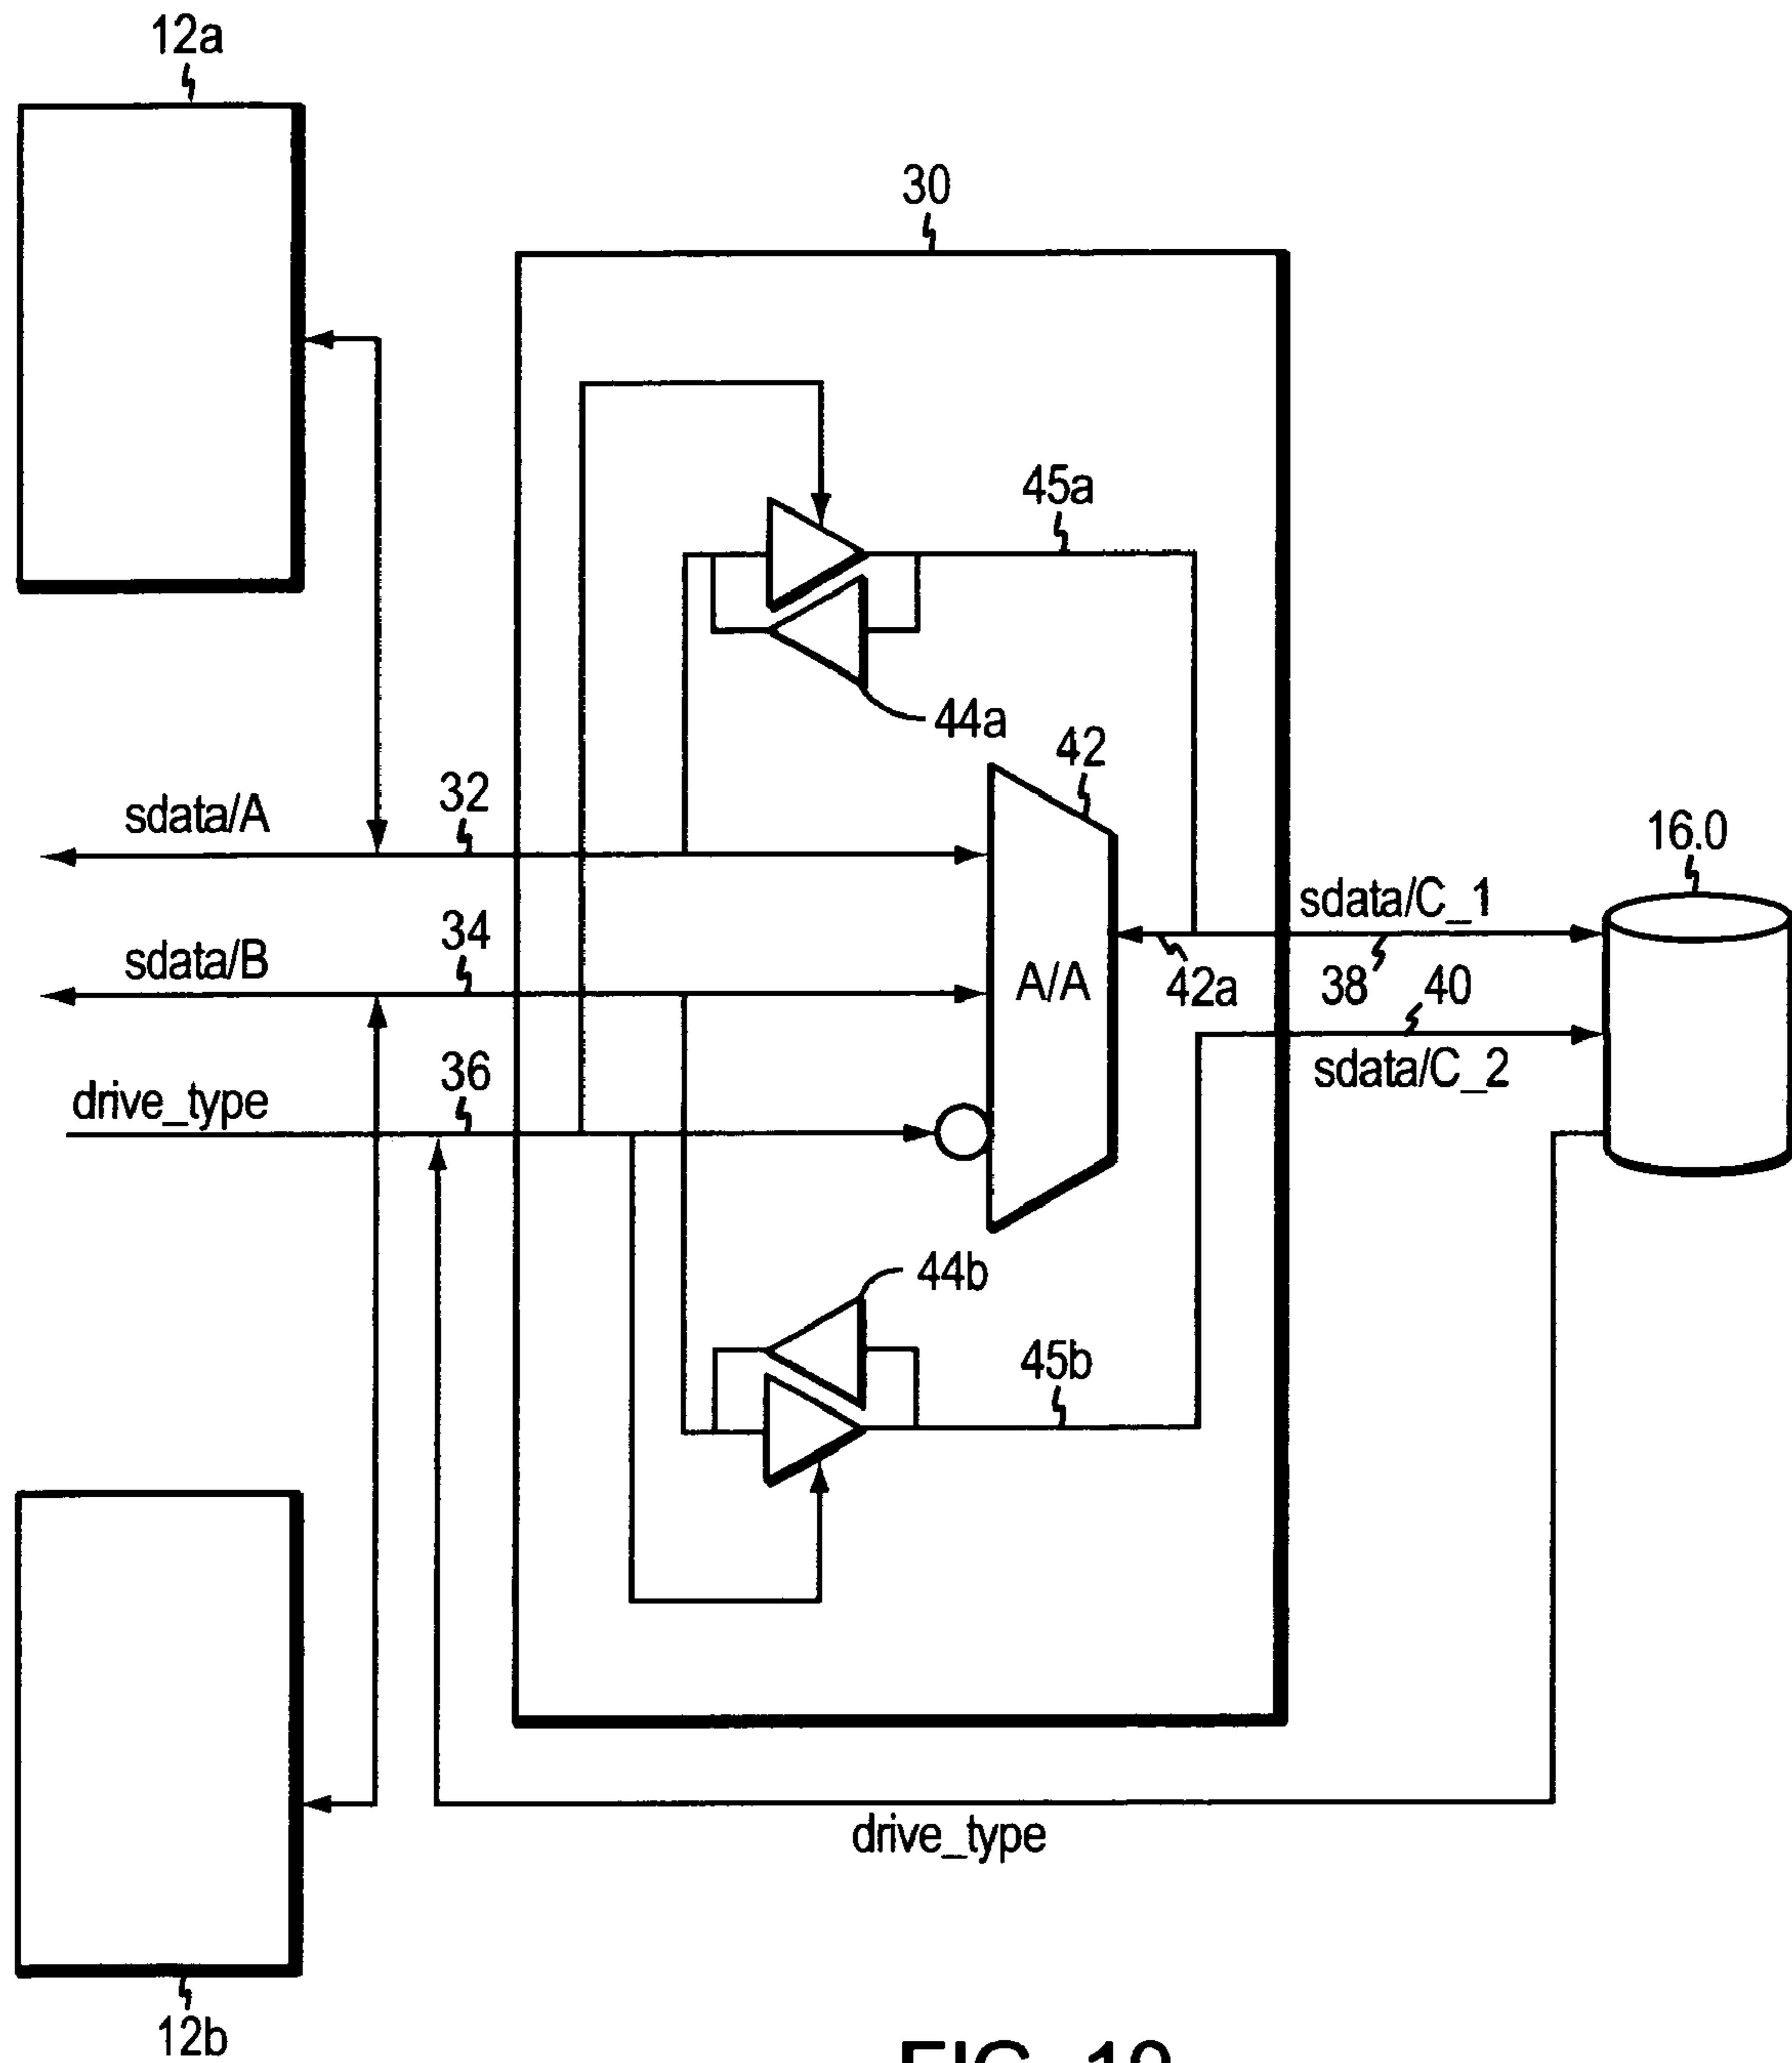 12a
30
45a
44a
42
32
sdata/A
16.0
sdata/C_1
34
sdata/B
A/A
42a
38
40
36
sdata/C_2
drive_type
44b
45b
drive_type
12b